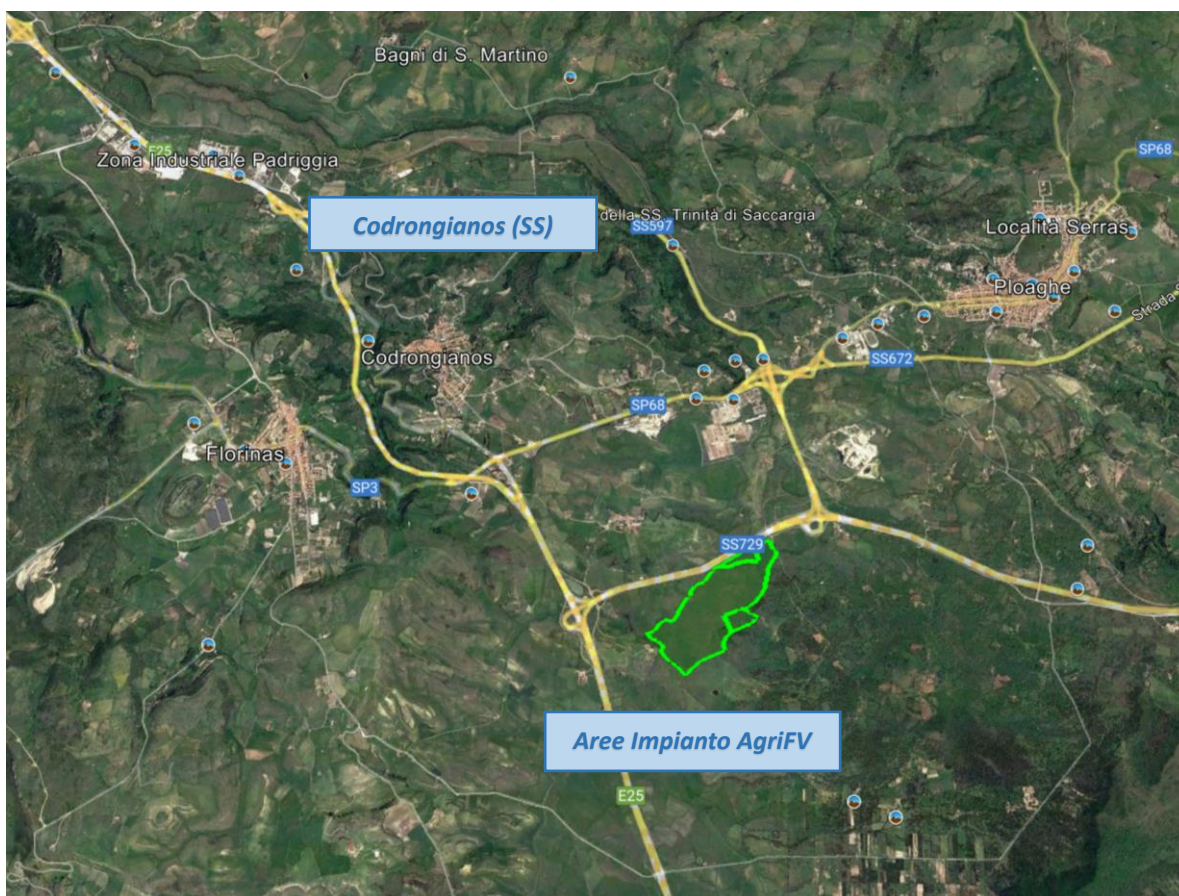 Bagni di S. Martino
E25
Zona Industriale Padriggia
SP68
Codrongianos (SS)
della SS. Trinità di Saccargia
SS597
Località Serras
Ploaghe
Strada S
Codrongianos
SS672
SP68
Florinas
SP3
SS729
Aree Impianto AgriFV
E25